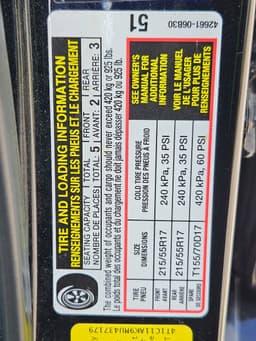 42661-06B30
51
TIRE AND LOADING INFORMATION
RENSEIGNEMENTS SUR LES PNEUS ET LE CHARGEMENT
SEATING CAPACITY | TOTAL | FRONT | REAR
NOMBRE DE PLACES | TOTAL: 5 | AVANT: 2 | ARRIÈRE: 3
The combined weight of occupants and cargo should never exceed 420 kg or 925 lbs.
Le poids total des occupants et du chargement ne doit jamais dépasser 420 kg ou 925 lb.
TIRE PNEU | SIZE DIMENSIONS | COLD TIRE PRESSURE PRESSION DES PNEUS À FROID
FRONT AVANT | 215/55R17 | 240 kPa, 35 PSI
REAR ARRIÈRE | 215/55R17 | 240 kPa, 35 PSI
SPARE DE SECOURS | T155/70D17 | 420 kPa, 60 PSI
SEE OWNER'S
MANUAL FOR
ADDITIONAL
INFORMATION
VOIR LE MANUEL
DE L'USAGER
POUR PLUS DE
RENSEIGNEMENTS
4T1C11AK9MU437179